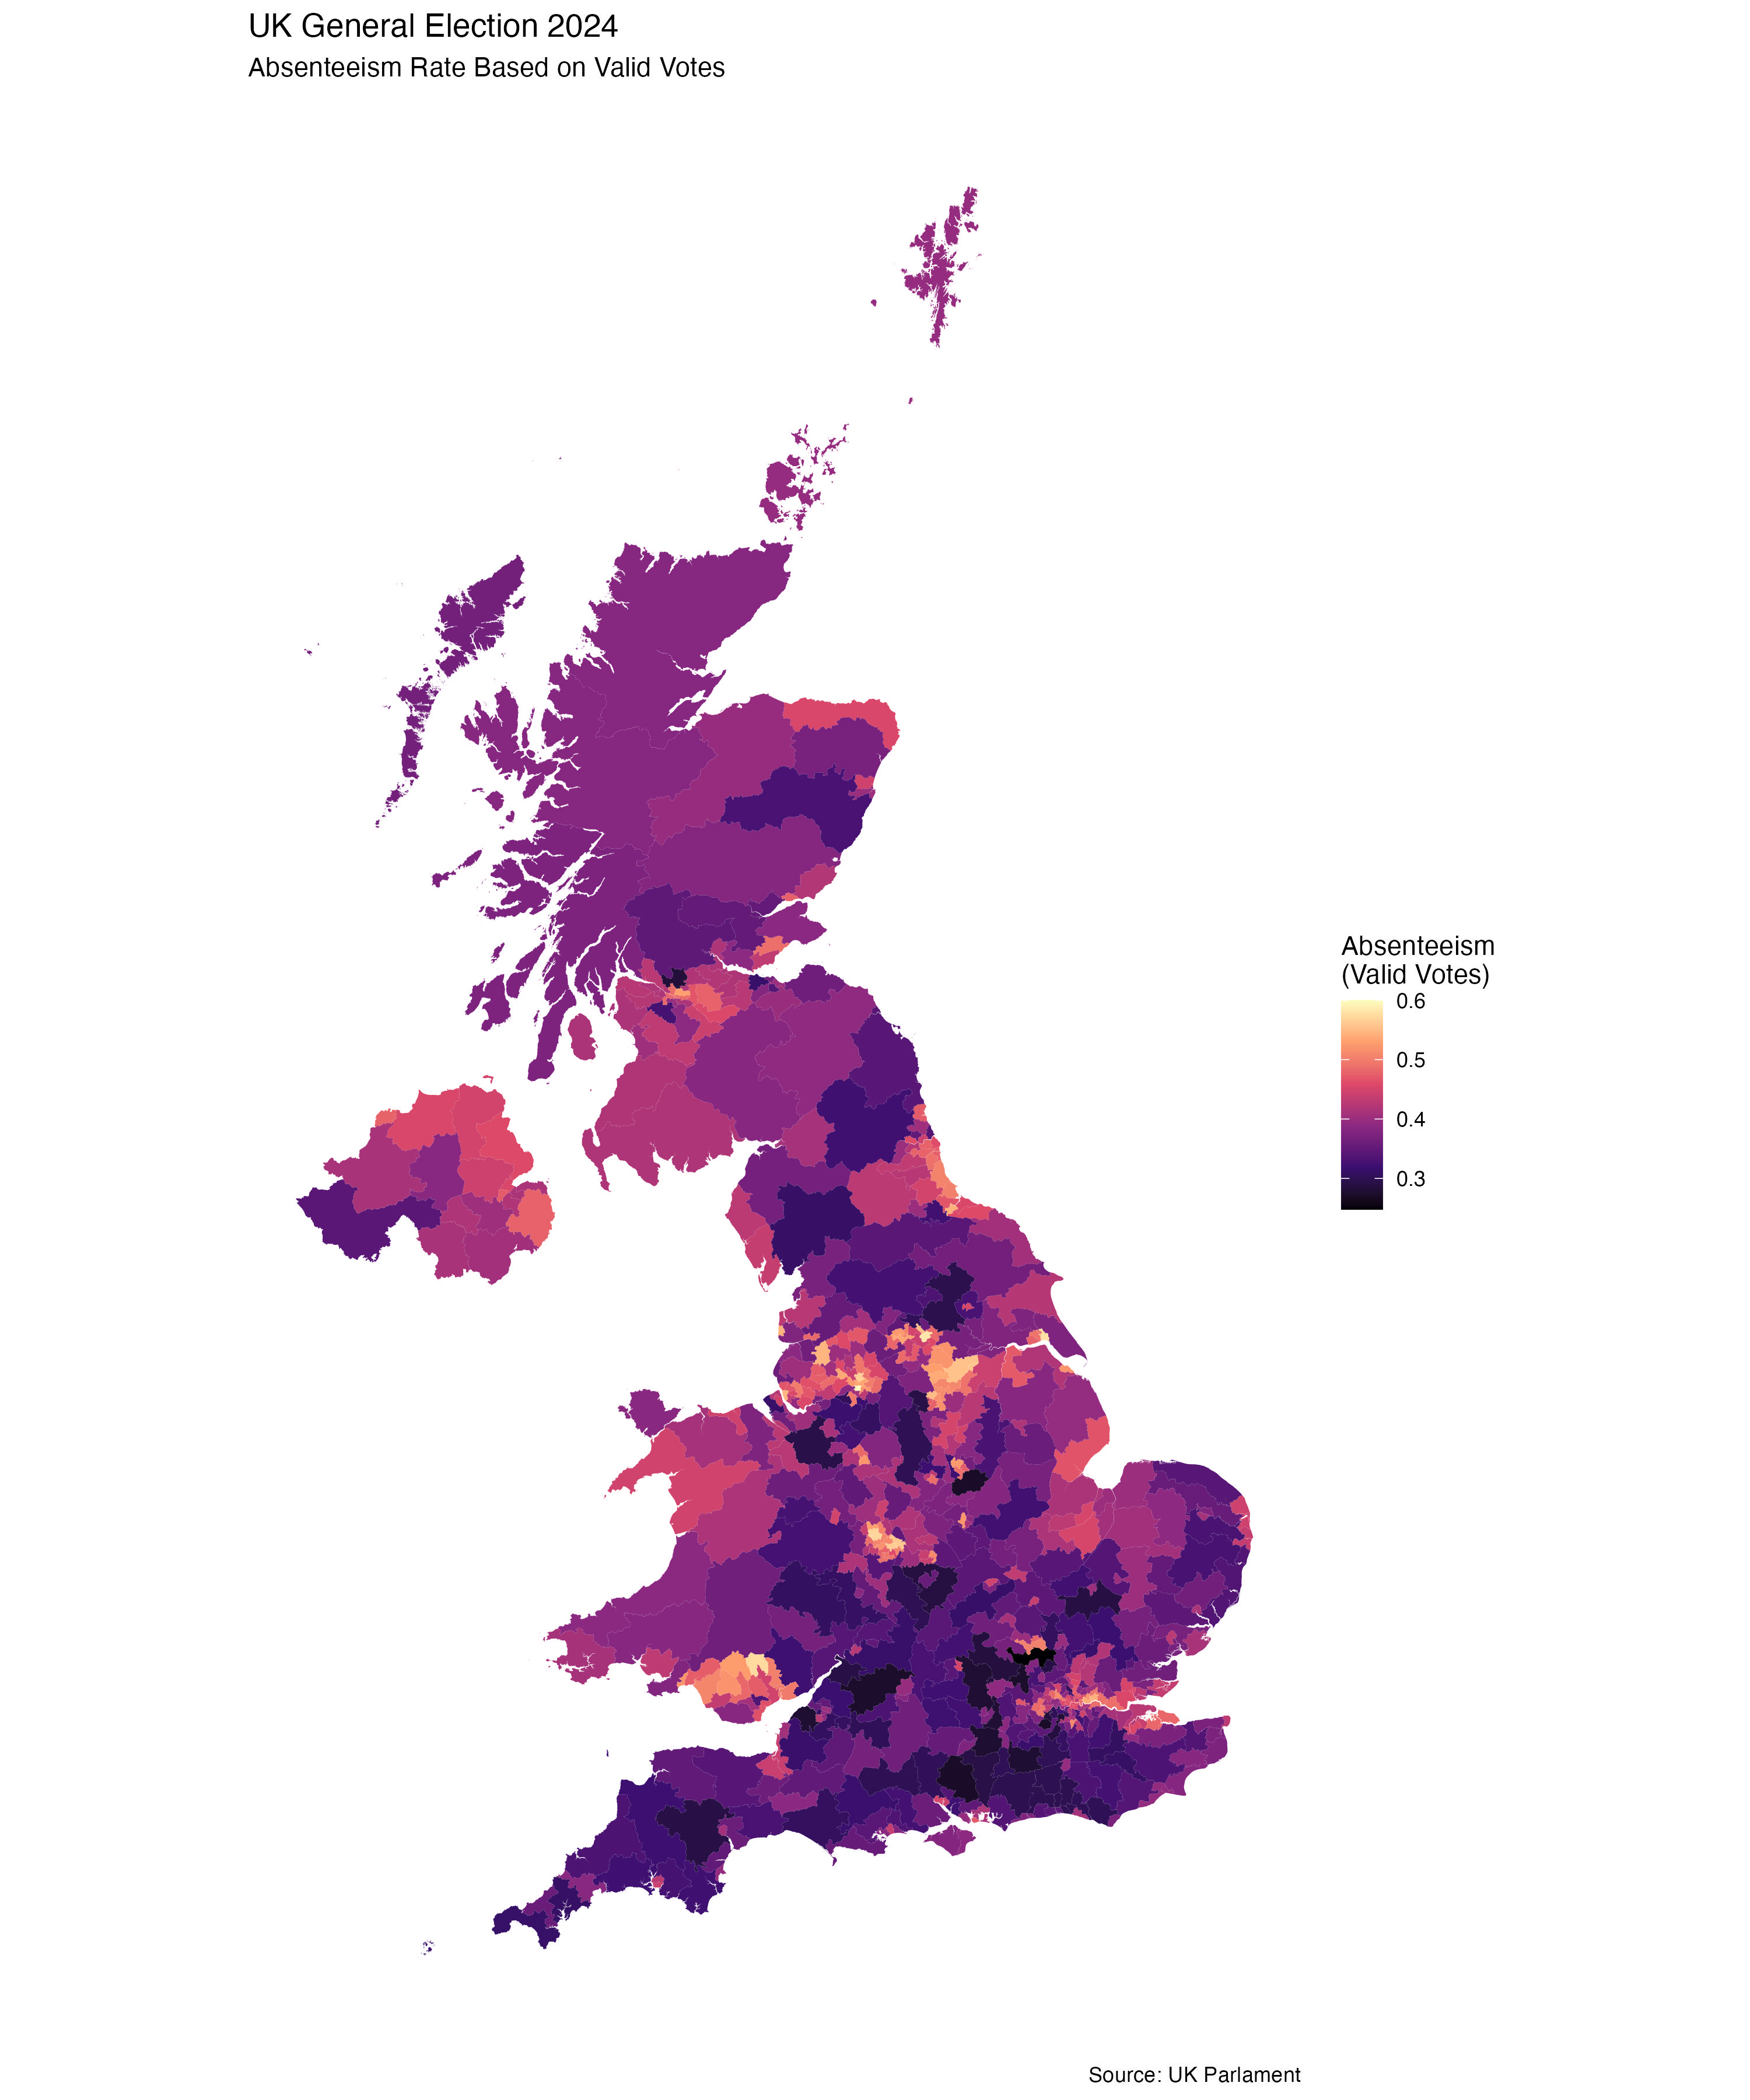 UK General Election 2024
Absenteeism Rate Based on Valid Votes
Absenteeism
(Valid Votes)
0.6
0.5
0.4
0.3
Source: UK Parlament